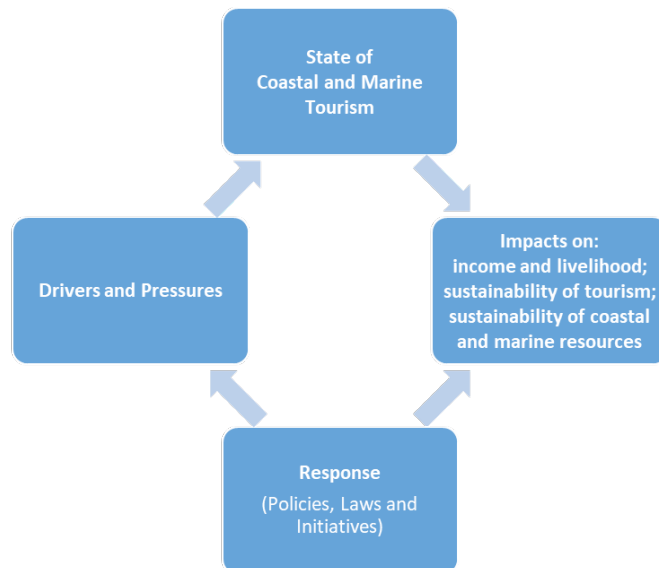 State of
Coastal and Marine
Tourism
Drivers and Pressures
Impacts on:
income and livelihood;
sustainability of tourism;
sustainability of coastal
and marine resources
Response
(Policies, Laws and
Initiatives)